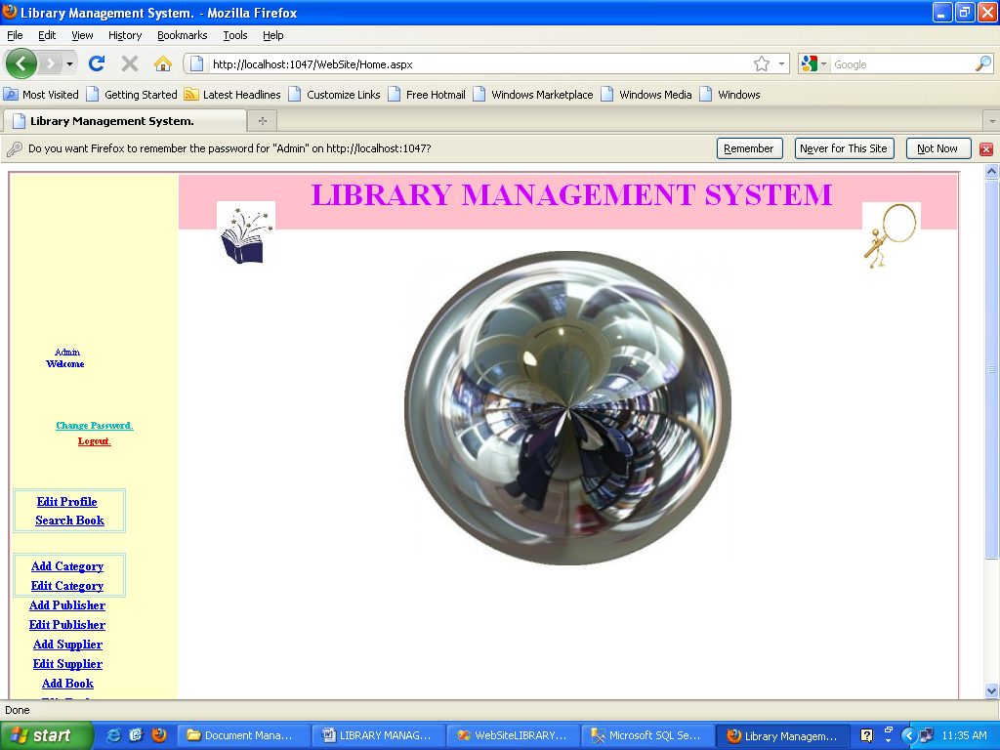 Library Management System. - Mozilla Firefox
File Edit View History Bookmarks Tools Help
http://localhost:1047/WebSite/Home.aspx
Google
Most Visited Getting Started Latest Headlines Customize Links Free Hotmail Windows Marketplace Windows Media Windows
Library Management System.
Do you want Firefox to remember the password for "Admin" on http://localhost:1047? Remember Never for This Site Not Now
LIBRARY MANAGEMENT SYSTEM
Admin
Welcome
Change Password.
Logout.
Edit Profile
Search Book
Add Category
Edit Category
Add Publisher
Edit Publisher
Add Supplier
Edit Supplier
Add Book
Done
start Document Mana... LIBRARY MANAG... WebSiteLIBRARY... Microsoft SQL Se... Library Managem... 11:35 AM